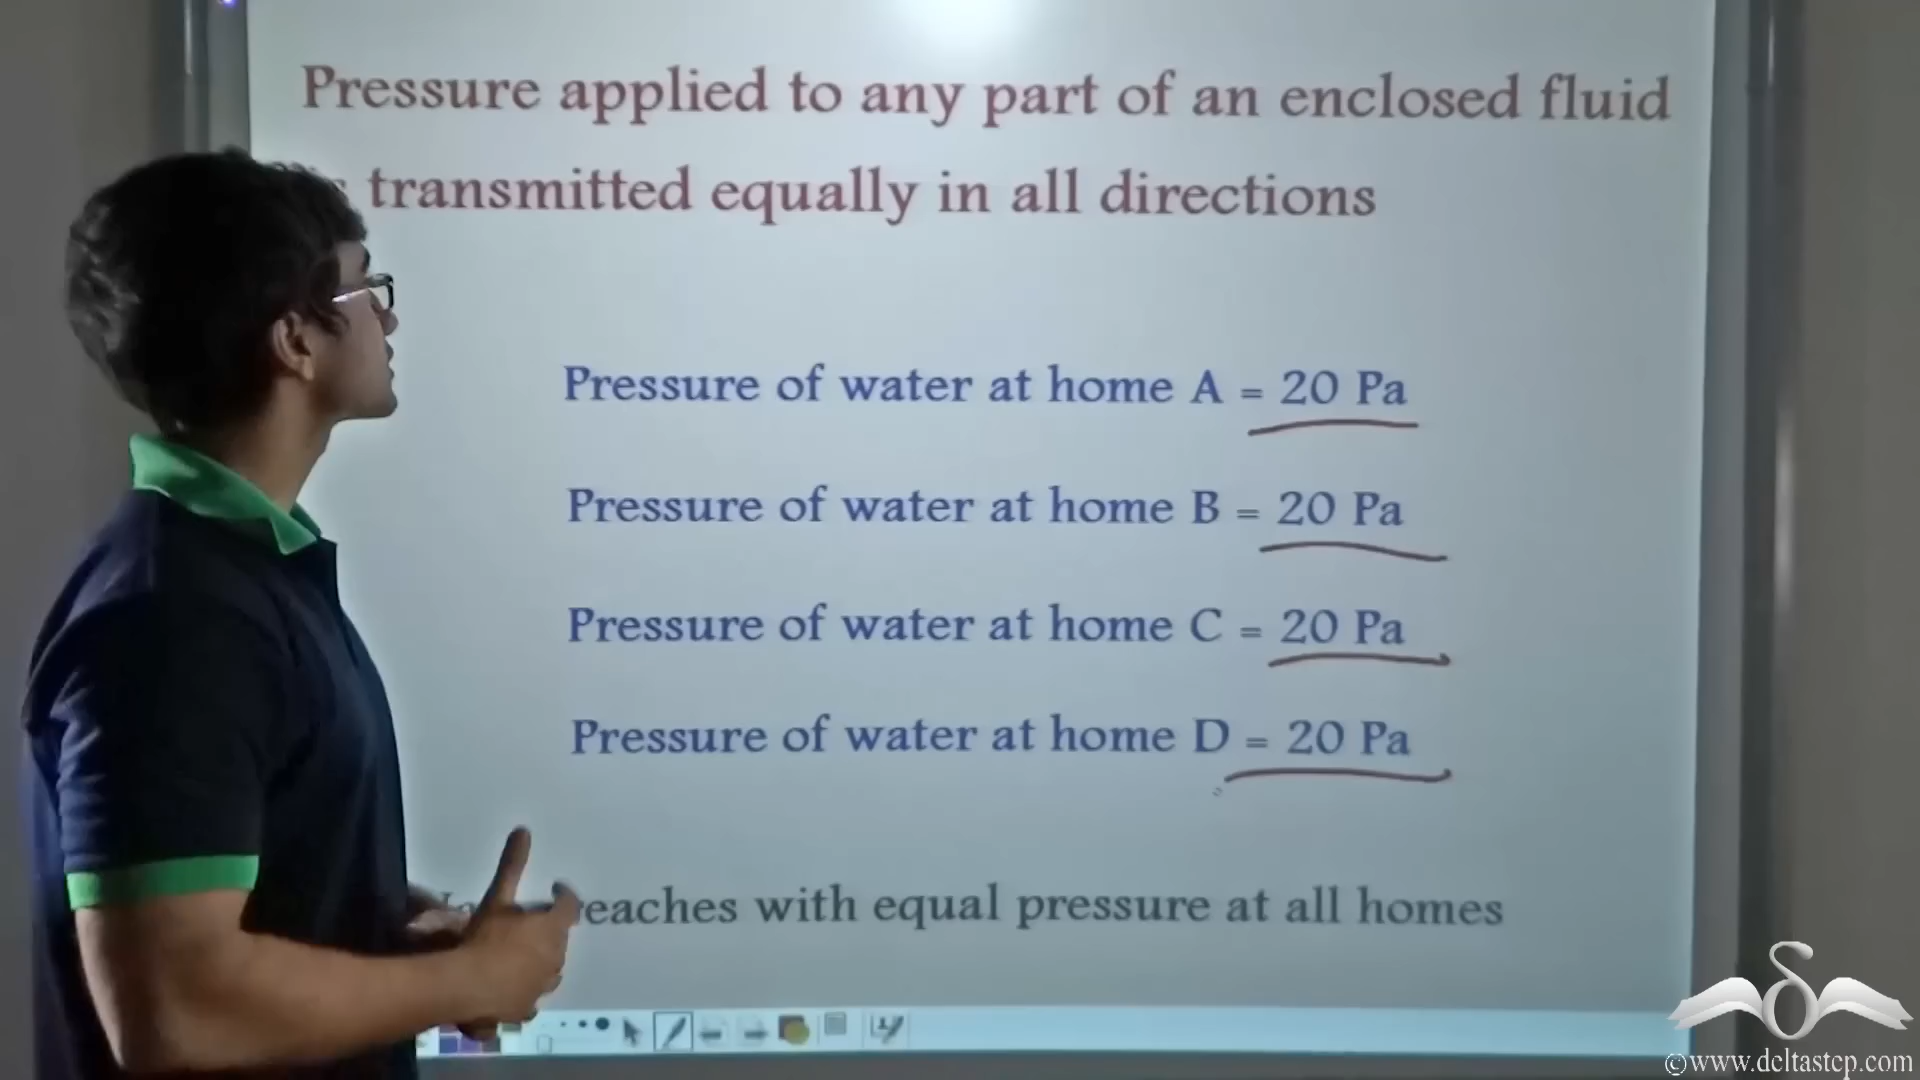 Pressure applied to any part of an enclosed fluid
transmitted equally in all directions
Pressure of water at home A = 20 Pa
Pressure of water at home B = 20 Pa
Pressure of water at home C = 20 Pa
Pressure of water at home D = 20 Pa
reaches with equal pressure at all homes
©www.deltastep.com